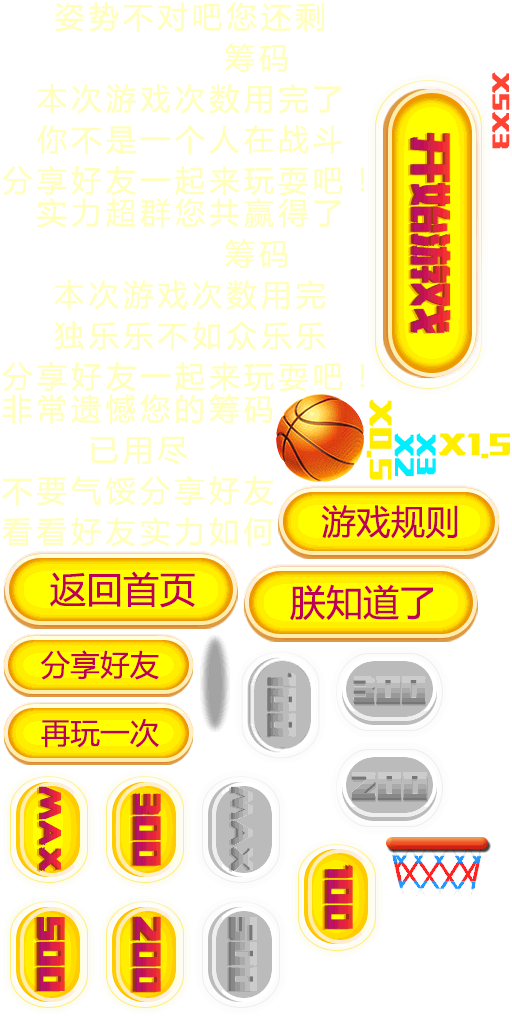 姿势不对吧您还剩
筹码
本次游戏次数用完了
你不是一个人在战斗
分享好友一起来玩耍吧！
实力超群您共赢得了
筹码
本次游戏次数用完
独乐乐不如众乐乐
分享好友一起来玩耍吧！
非常遗憾您的筹码
已用尽
不要气馁分享好友
看看好友实力如何
X5X3
开始游戏
X0.5
X2
X3
X1.5
游戏规则
返回首页
朕知道了
分享好友
再玩一次
100
300
200
MAX
300
MAX
100
500
200
500